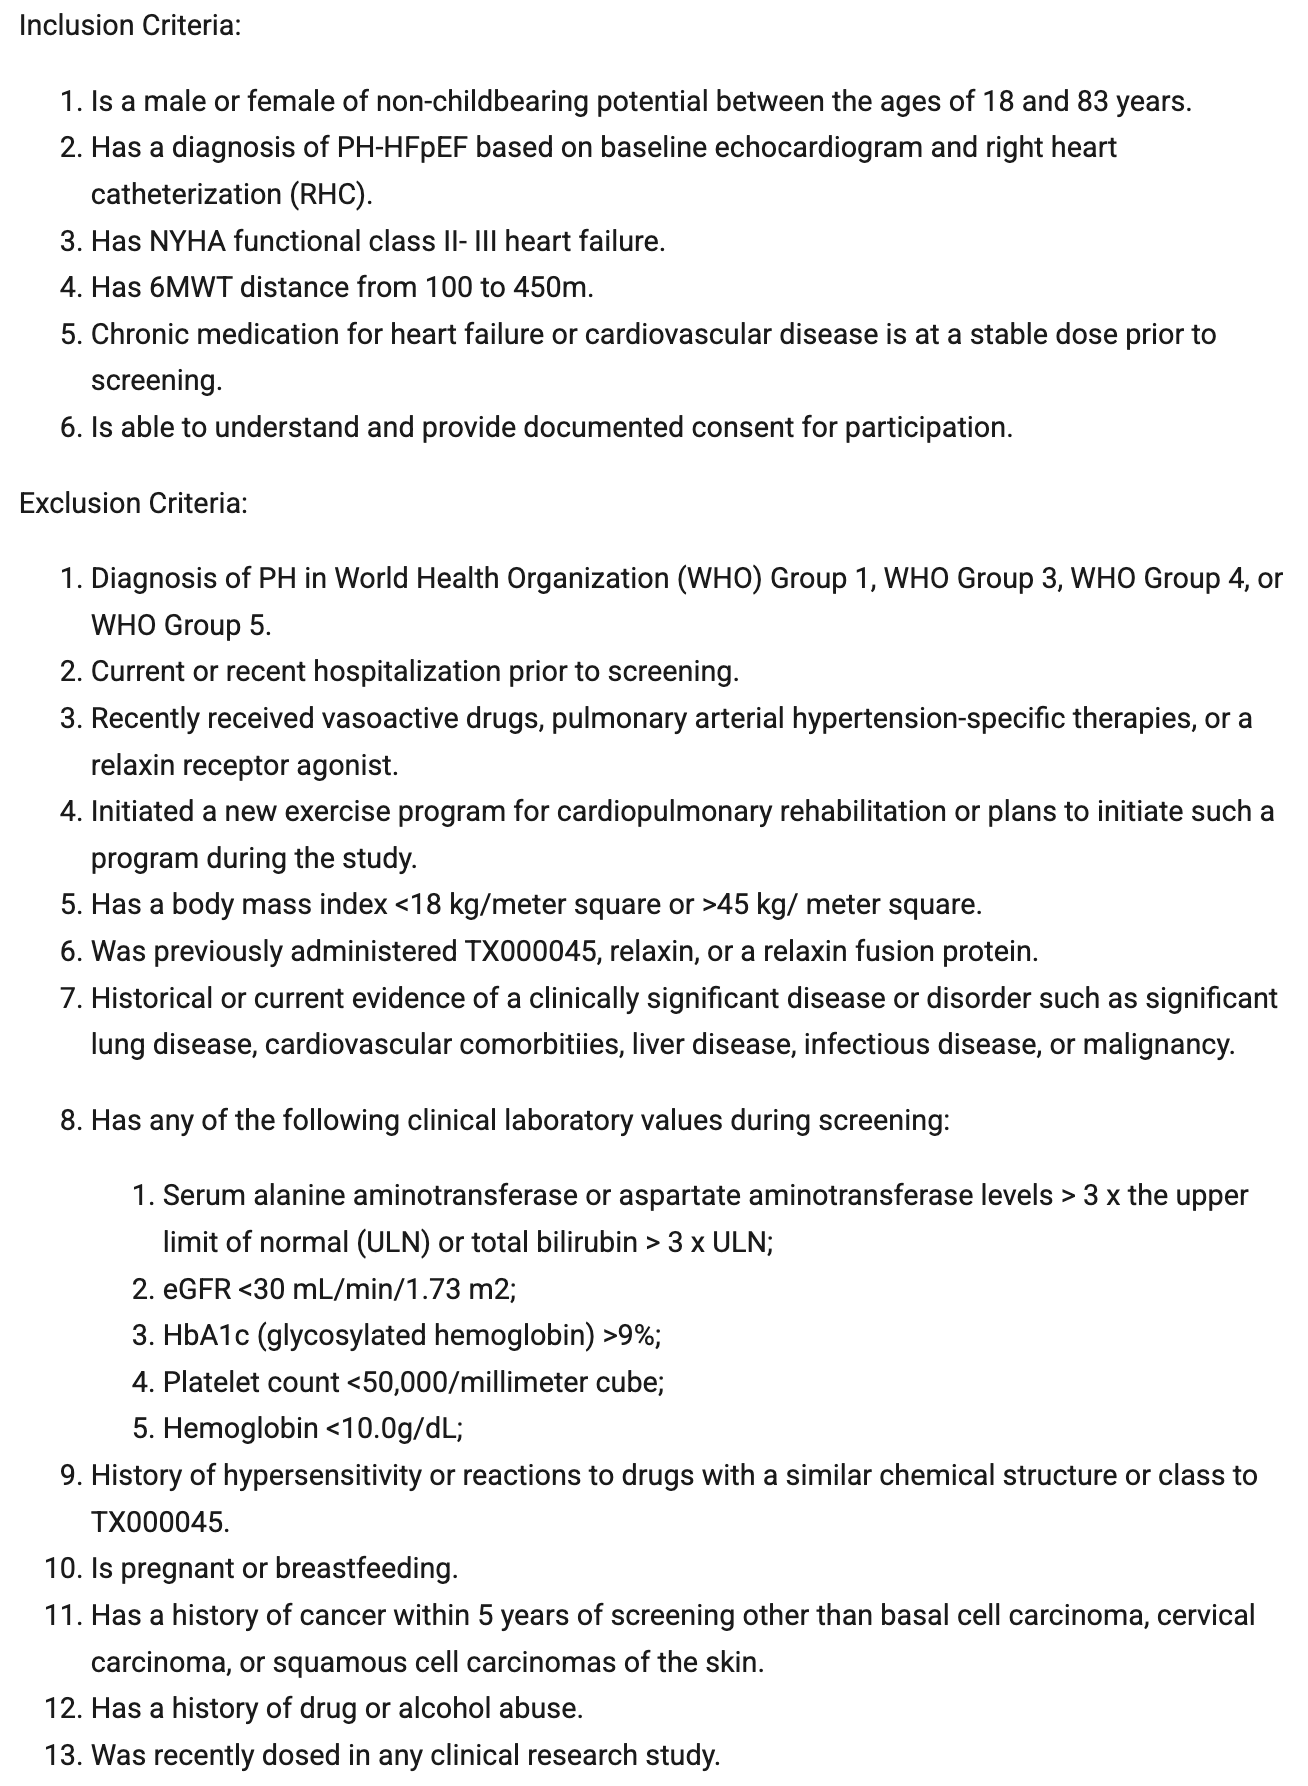 Inclusion Criteria:
1. Is a male or female of non-childbearing potential between the ages of 18 and 83 years.
2. Has a diagnosis of PH-HFpEF based on baseline echocardiogram and right heart
catheterization (RHC).
3. Has NYHA functional class II- III heart failure.
4. Has 6MWT distance from 100 to 450m.
5. Chronic medication for heart failure or cardiovascular disease is at a stable dose prior to
screening.
6. Is able to understand and provide documented consent for participation.
Exclusion Criteria:
1. Diagnosis of PH in World Health Organization (WHO) Group 1, WHO Group 3, WHO Group 4, or
WHO Group 5.
2. Current or recent hospitalization prior to screening.
3. Recently received vasoactive drugs, pulmonary arterial hypertension-specific therapies, or a
relaxin receptor agonist.
4. Initiated a new exercise program for cardiopulmonary rehabilitation or plans to initiate such a
program during the study.
5. Has a body mass index <18 kg/meter square or >45 kg/ meter square.
6. Was previously administered TX000045, relaxin, or a relaxin fusion protein.
7. Historical or current evidence of a clinically significant disease or disorder such as significant
lung disease, cardiovascular comorbitiies, liver disease, infectious disease, or malignancy.
8. Has any of the following clinical laboratory values during screening:
1. Serum alanine aminotransferase or aspartate aminotransferase levels > 3 x the upper
limit of normal (ULN) or total bilirubin > 3 x ULN;
2. eGFR <30 mL/min/1.73 m2;
3. HbA1c (glycosylated hemoglobin) >9%;
4. Platelet count <50,000/millimeter cube;
5. Hemoglobin <10.0g/dL;
9. History of hypersensitivity or reactions to drugs with a similar chemical structure or class to
TX000045.
10. Is pregnant or breastfeeding.
11. Has a history of cancer within 5 years of screening other than basal cell carcinoma, cervical
carcinoma, or squamous cell carcinomas of the skin.
12. Has a history of drug or alcohol abuse.
13. Was recently dosed in any clinical research study.